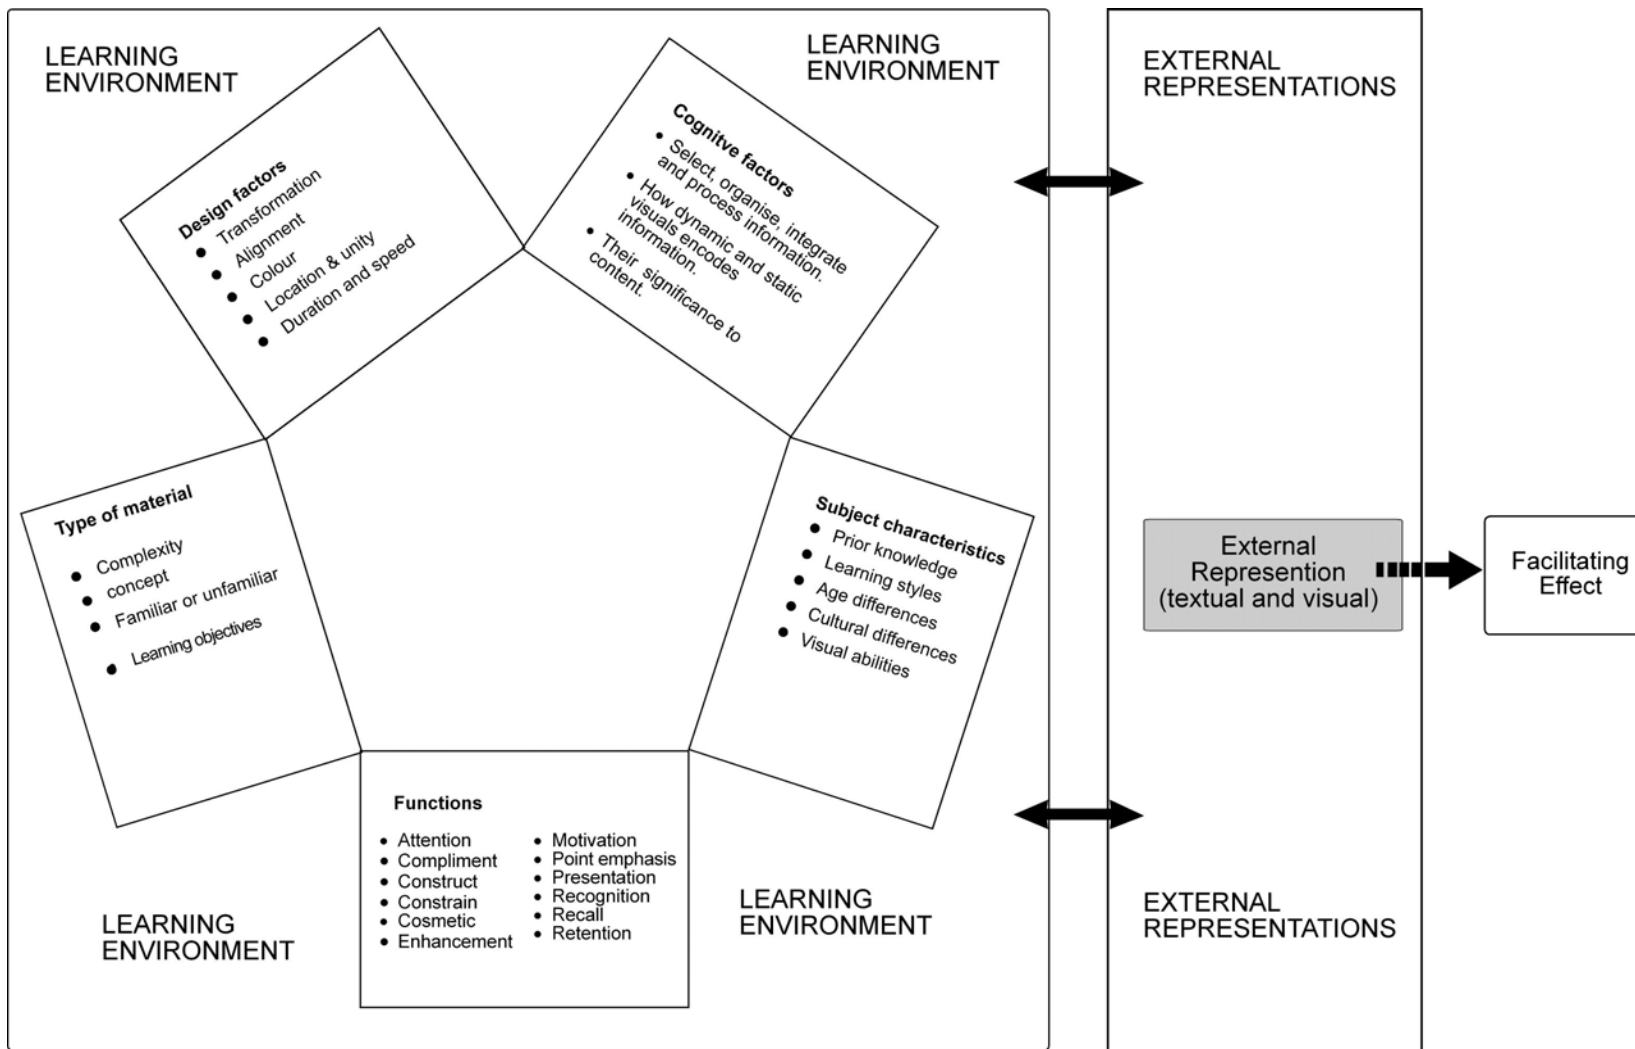 LEARNING
ENVIRONMENT
LEARNING
ENVIRONMENT
EXTERNAL
REPRESENTATIONS
Design factors
Transformation
Alignment
Colour
Location & unity
Duration and speed
Cognitve factors
Select, organise, integrate
and process information.
How dynamic and static
visuals encodes
information.
Their significance to
content.
Type of material
Complexity
concept
Familiar or unfamiliar
Learning objectives
Subject characteristics
Prior knowledge
Learning styles
Age differences
Cultural differences
Visual abilities
External
Represention
(textual and visual)
Facilitating
Effect
Functions
Attention
Compliment
Construct
Constrain
Cosmetic
Enhancement
Motivation
Point emphasis
Presentation
Recognition
Recall
Retention
LEARNING
ENVIRONMENT
LEARNING
ENVIRONMENT
EXTERNAL
REPRESENTATIONS